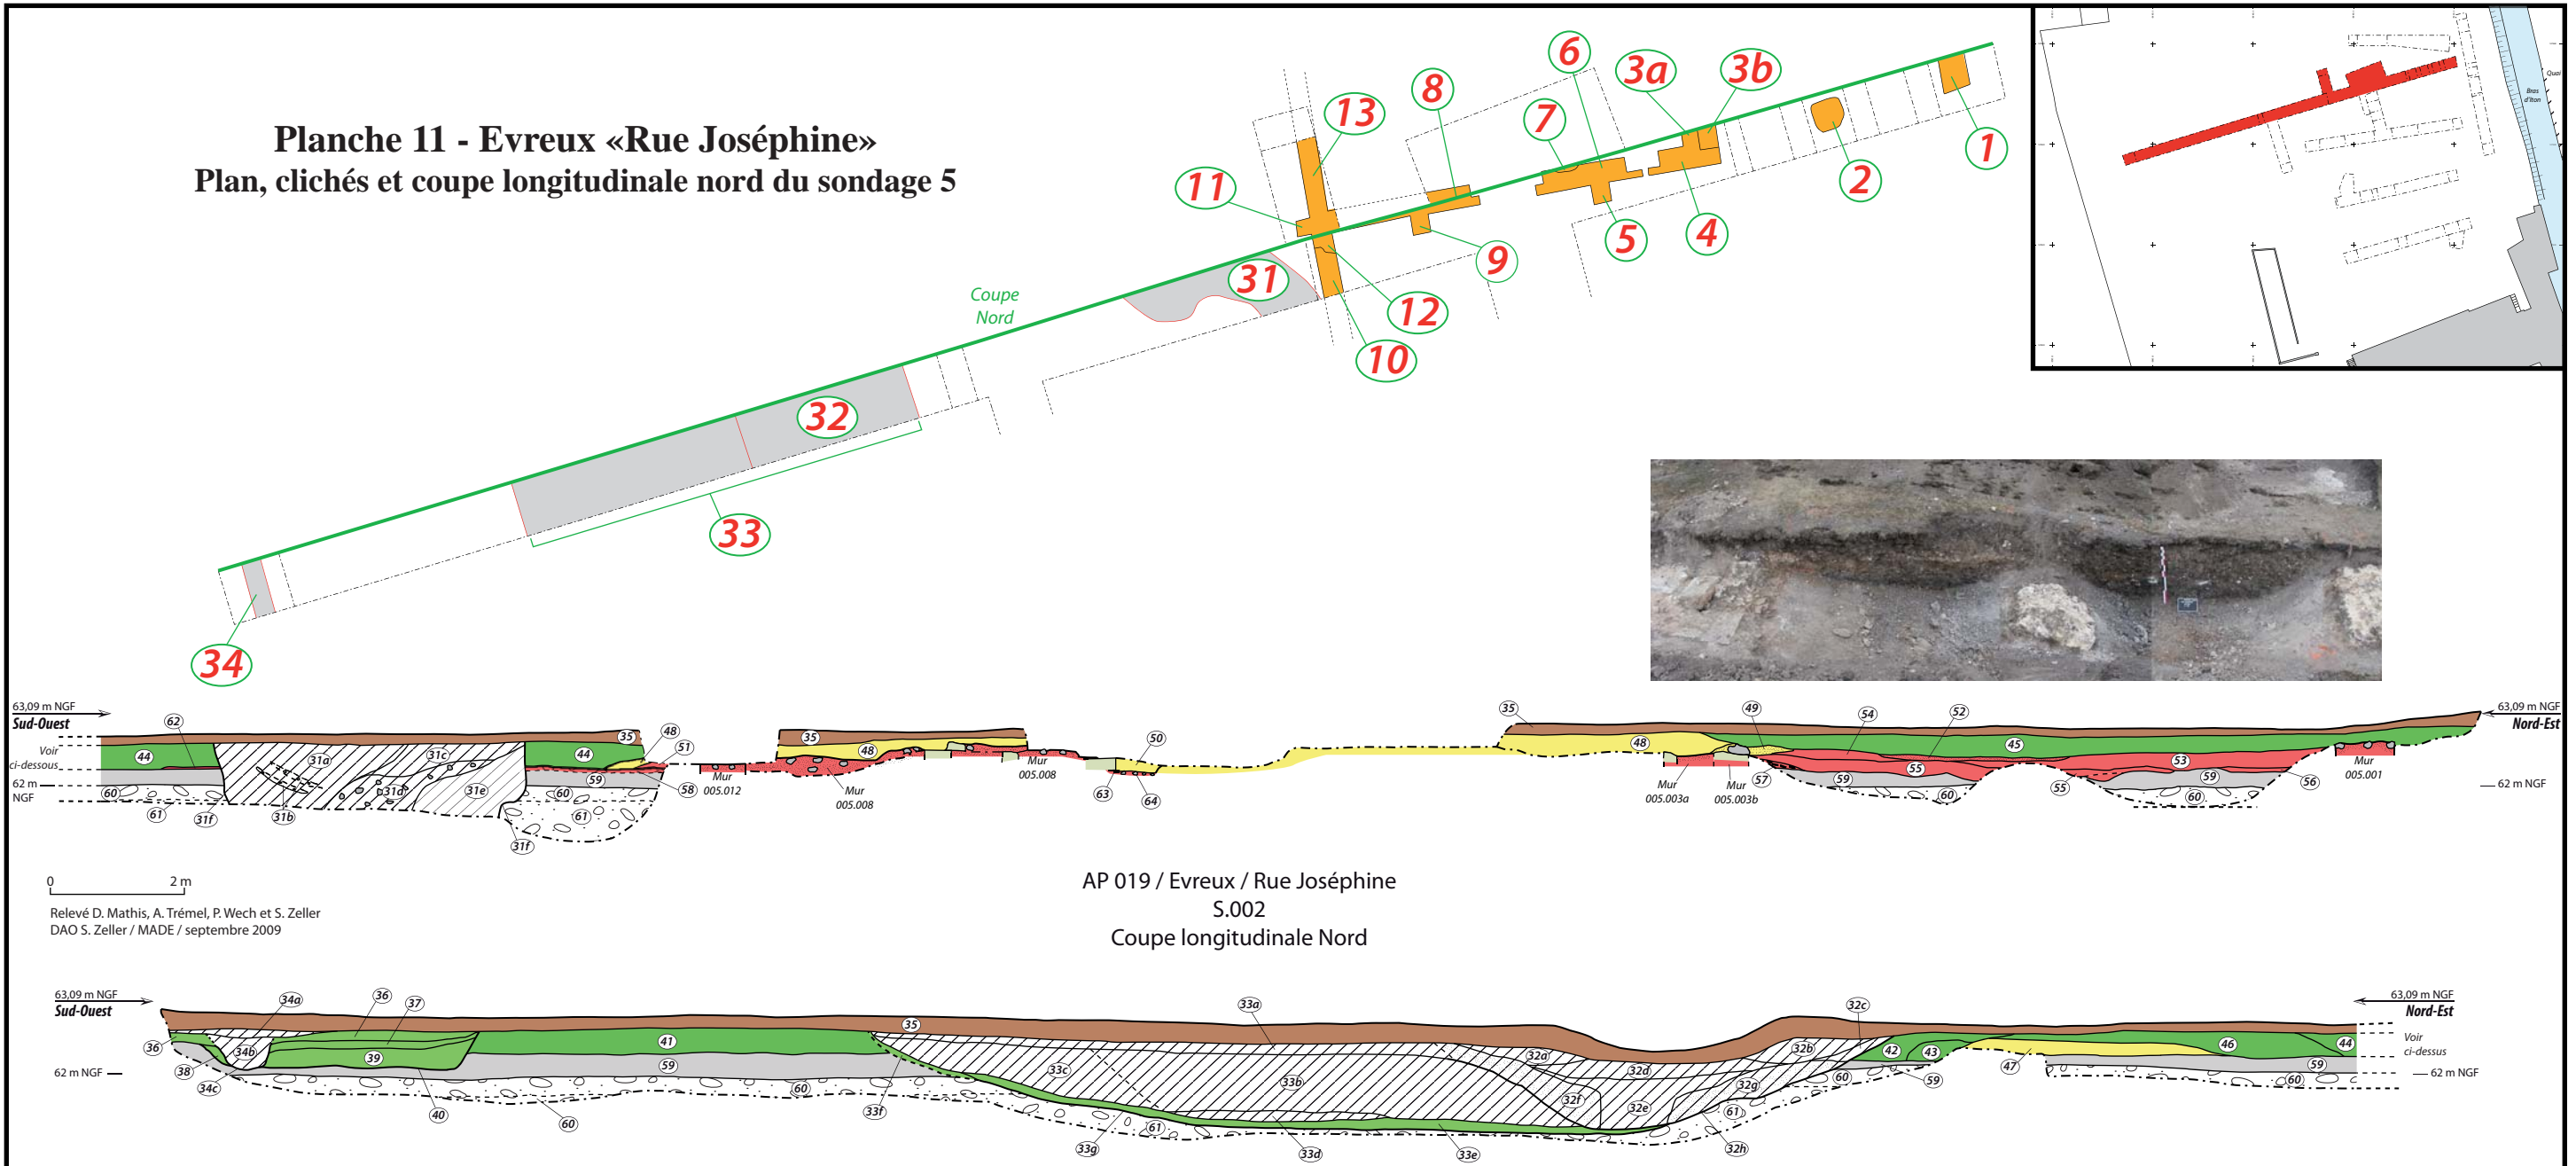 Planche 11 - Evreux «Rue Joséphine»
Plan, clichés et coupe longitudinale nord du sondage 5
6
3a
3b
8
7
13
1
11
2
5
4
9
31
12
10
Coupe
Nord
32
33
34
Bras
d'Iton
Quai
63,09 m NGF
Sud-Ouest
Voir
ci-dessous
62 m
NGF
62
44
60
61
31f
31a
31b
31c
31d
31e
31f
44
35
48
51
59
58
60
61
Mur
005.012
35
48
Mur
005.008
Mur
005.008
50
63
64
35
48
49
54
52
45
Mur
005.003a
Mur
005.003b
57
59
55
60
55
53
59
56
60
Mur
005.001
63,09 m NGF
Nord-Est
62 m NGF
0 2 m
Relevé D. Mathis, A. Trémel, P. Wech et S. Zeller
DAO S. Zeller / MADE / septembre 2009
AP 019 / Evreux / Rue Joséphine
S.002
Coupe longitudinale Nord
63,09 m NGF
Sud-Ouest
62 m NGF
36
34a
36
37
34b
38
34c
39
40
41
59
60
60
35
33f
33a
33c
33b
33g
61
33d
33e
32a
32d
32b
32c
32f
32e
32g
61
32h
42
43
60
59
47
46
44
59
60
63,09 m NGF
Nord-Est
Voir
ci-dessus
62 m NGF